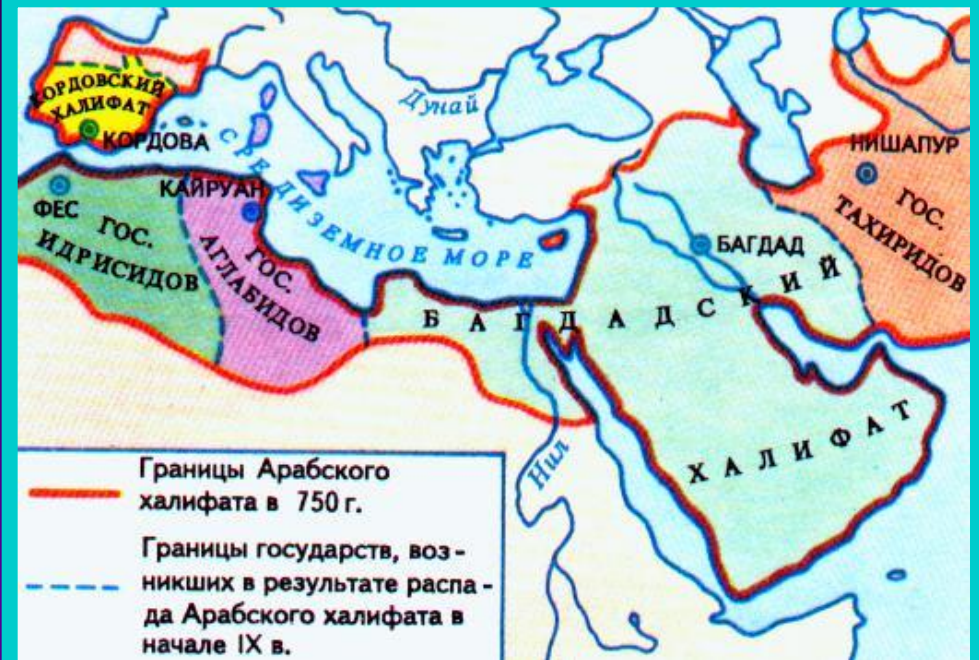 Дунай
КОРДОВСКИЙ
ХАЛИФАТ
КОРДОВА
СРЕДИЗЕМНОЕ МОРЕ
НИШАПУР
КАЙРУАН
ФЕС
ГОС.
ИДРИСИДОВ
ГОС.
АГЛАБИДОВ
ГОС.
ТАХИРИДОВ
БАГДАД
БАГДАДСКИЙ
ХАЛИФАТ
Нил
Границы Арабского
халифата в 750 г.
Границы государств, воз-
никших в результате распа-
да Арабского халифата в
начале IX в.